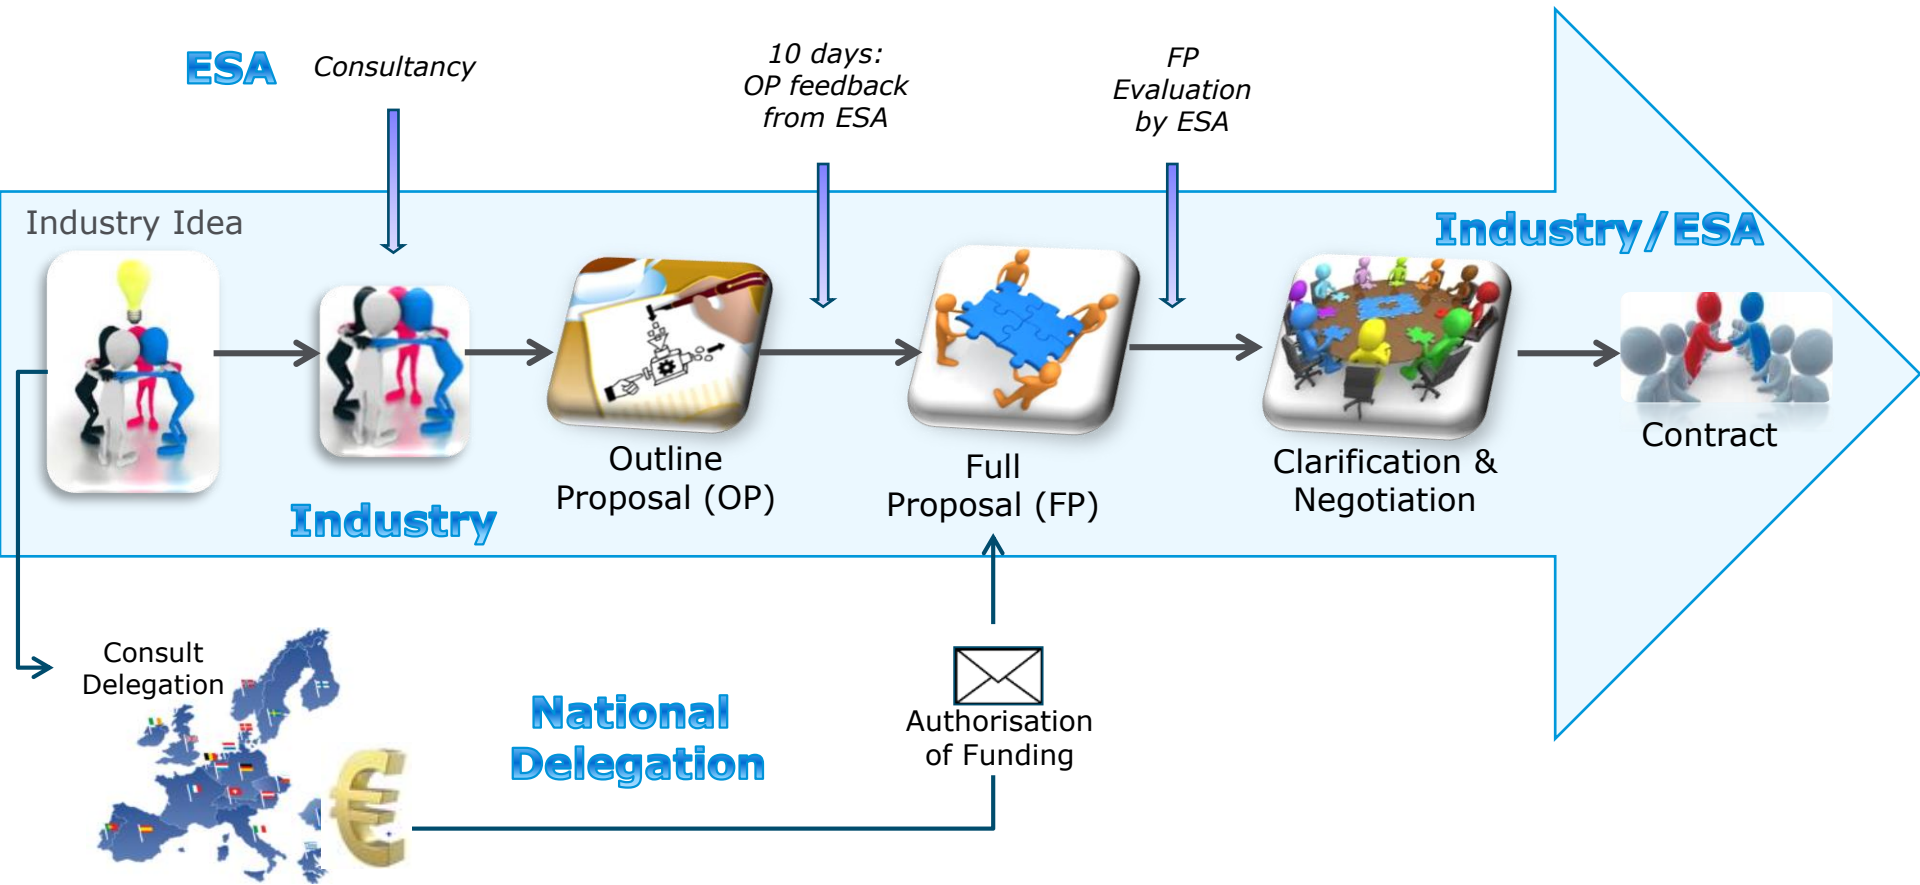 ESA
Consultancy
10 days:
OP feedback
from ESA
FP
Evaluation
by ESA
Industry Idea
Industry/ESA
Outline
Proposal (OP)
Full
Proposal (FP)
Clarification &
Negotiation
Contract
Industry
Consult
Delegation
National
Delegation
Authorisation
of Funding